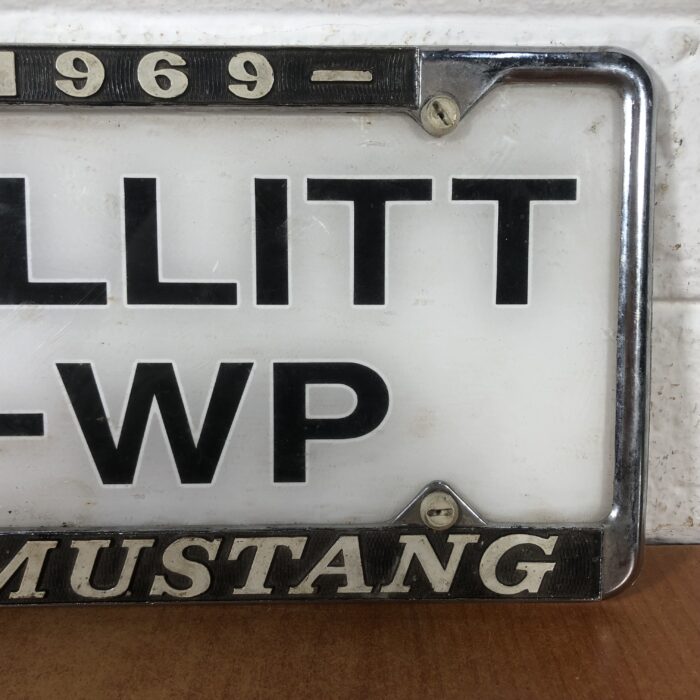 1969 —
LLITT
-WP
MUSTANG